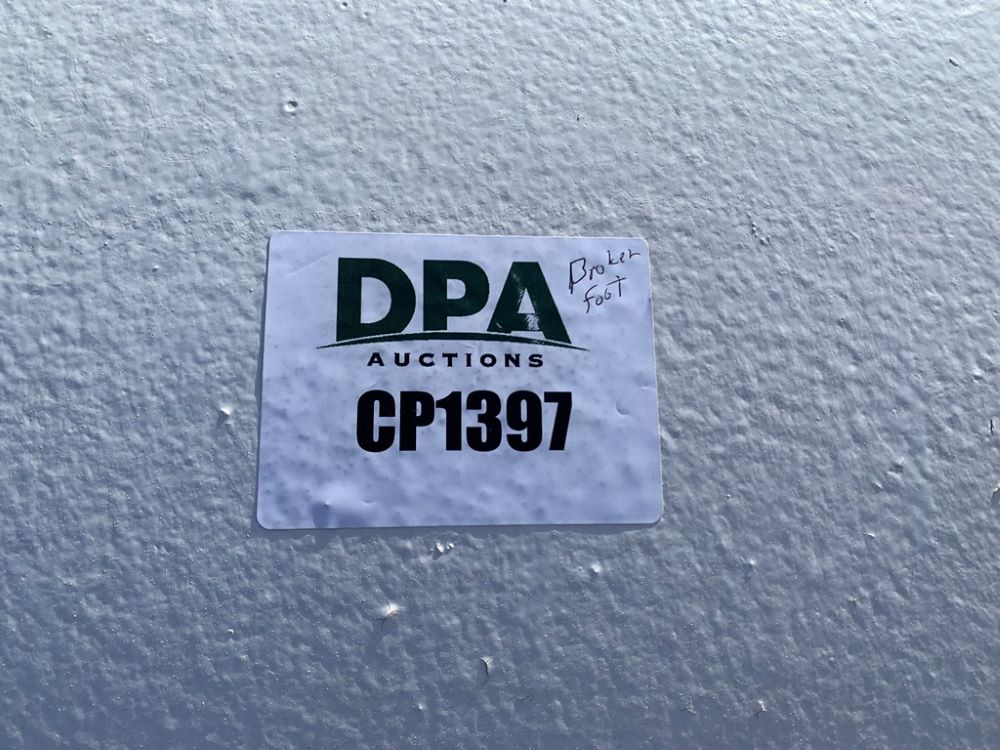 DPA
AUCTIONS
CP1397
Broken
foot